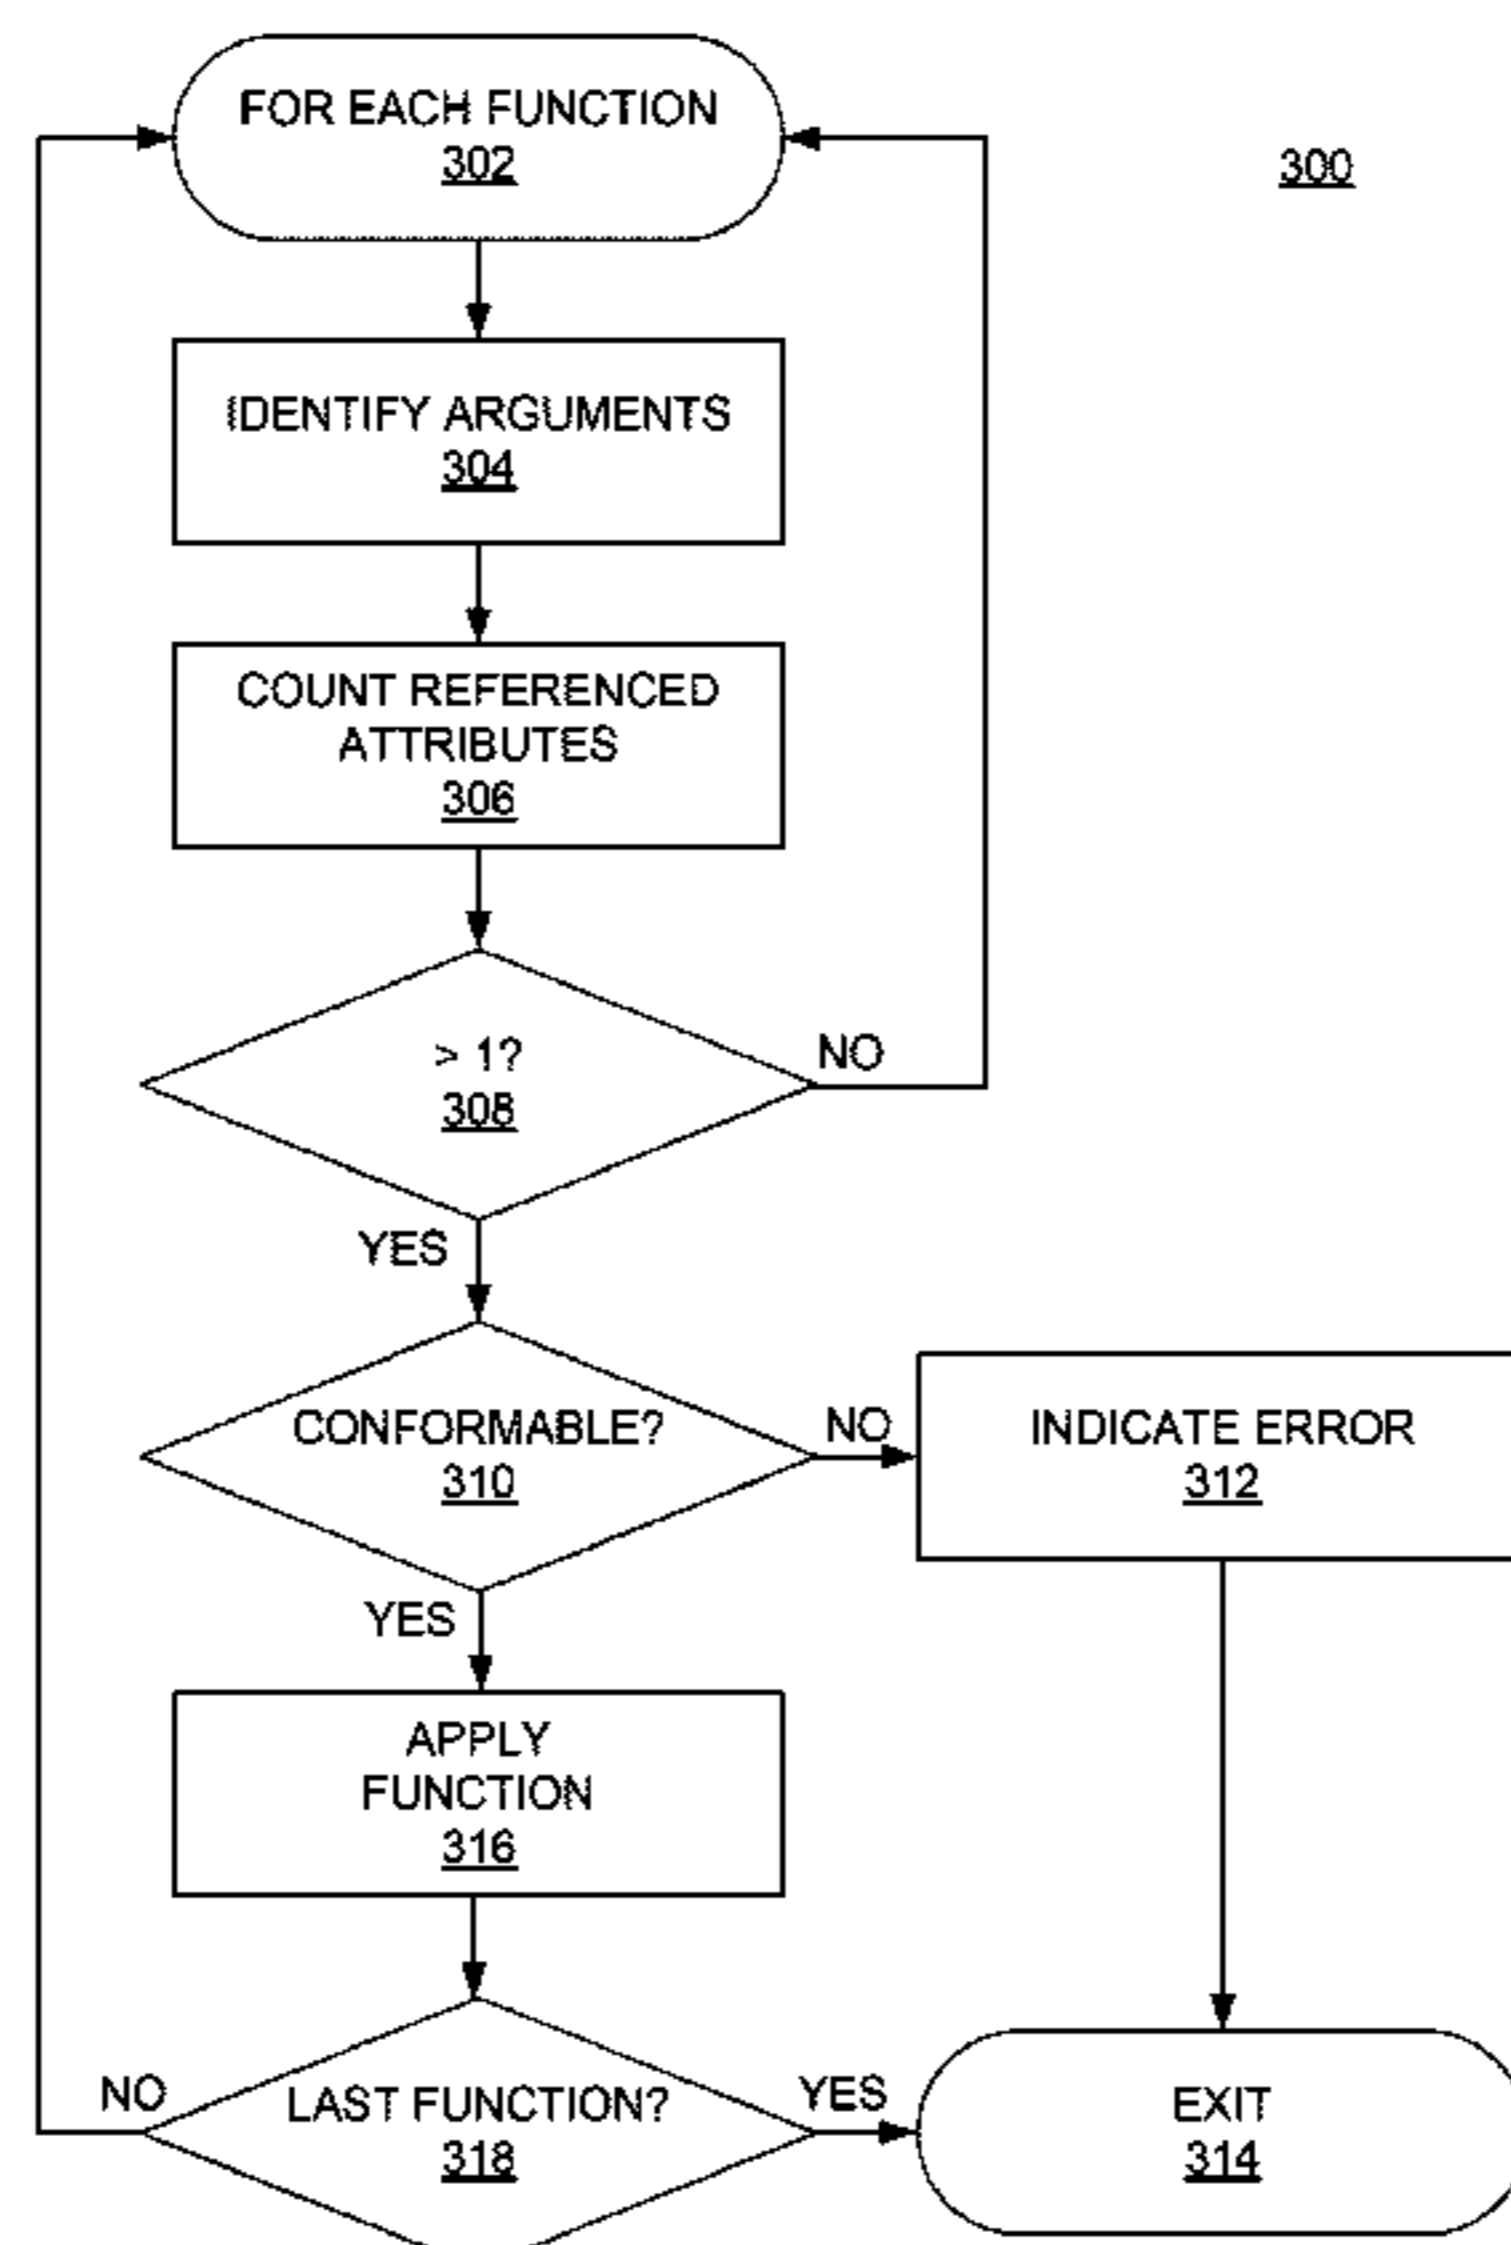 FOR EACH FUNCTION
302
300
IDENTIFY ARGUMENTS
304
COUNT REFERENCED
ATTRIBUTES
306
> 1?
308
NO
YES
CONFORMABLE?
310
NO
INDICATE ERROR
312
YES
APPLY
FUNCTION
316
NO
LAST FUNCTION?
318
YES
EXIT
314